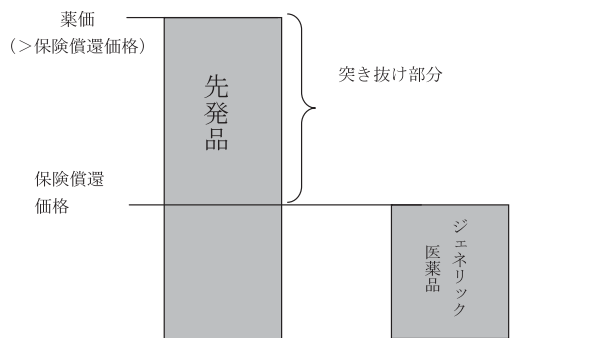 薬価
（＞保険償還価格）
突き抜け部分
先発品
保険償還
価格
ジェネリック
医薬品